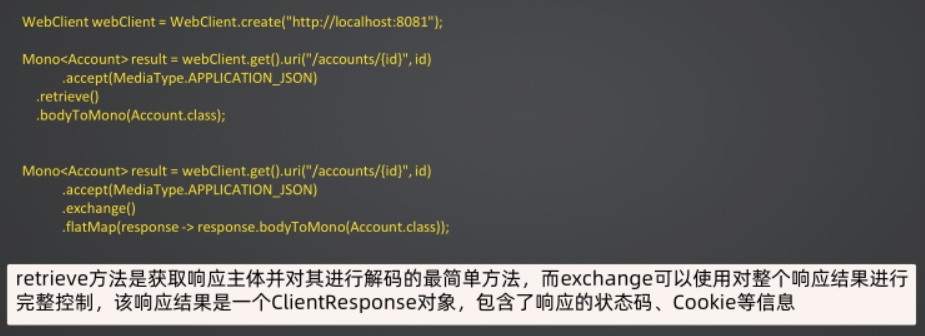 WebClient webClient = WebClient.create("http://localhost:8081");
Mono<Account> result = webClient.get().uri("/accounts/{id}", id)
.accept(MediaType.APPLICATION_JSON)
.retrieve()
.bodyToMono(Account.class);
Mono<Account> result = webClient.get().uri("/accounts/{id}", id)
.accept(MediaType.APPLICATION_JSON)
.exchange()
.flatMap(response -> response.bodyToMono(Account.class));
retrieve方法是获取响应主体并对其进行解码的最简单方法，而exchange可以使用对整个响应结果进行
完整控制，该响应结果是一个ClientResponse对象，包含了响应的状态码、Cookie等信息